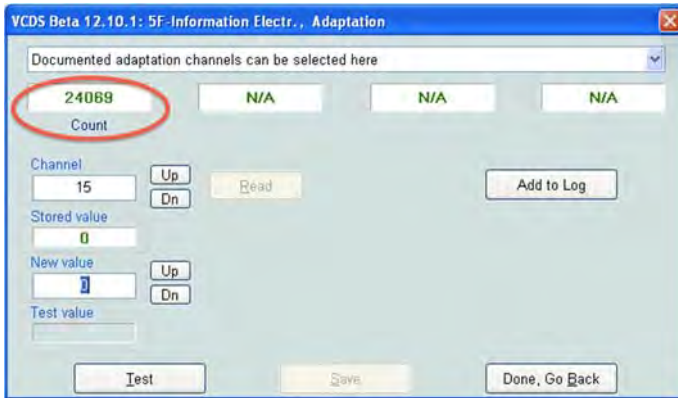 VCDS Beta 12.10.1: 5F-Information Electr., Adaptation
Documented adaptation channels can be selected here
24069 N/A N/A N/A
Count
Channel
15 Up Read Add to Log
Dn
Stored value
0
New value
0 Up
Dn
Test value
Test Save Done, Go Back